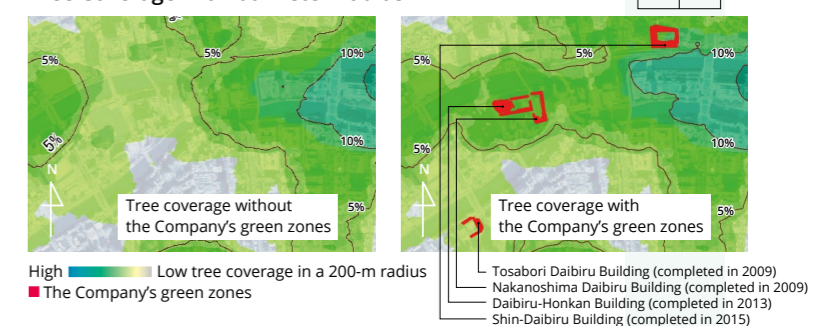 5%
5%
10%
5%
10%
5%
N
Tree coverage without
the Company's green zones
5%
10%
5%
10%
5%
N
Tree coverage with
the Company's green zones
High Low tree coverage in a 200-m radius
The Company's green zones
Tosabori Daibiru Building (completed in 2009)
Nakanoshima Daibiru Building (completed in 2009)
Daibiru-Honkan Building (completed in 2013)
Shin-Daibiru Building (completed in 2015)